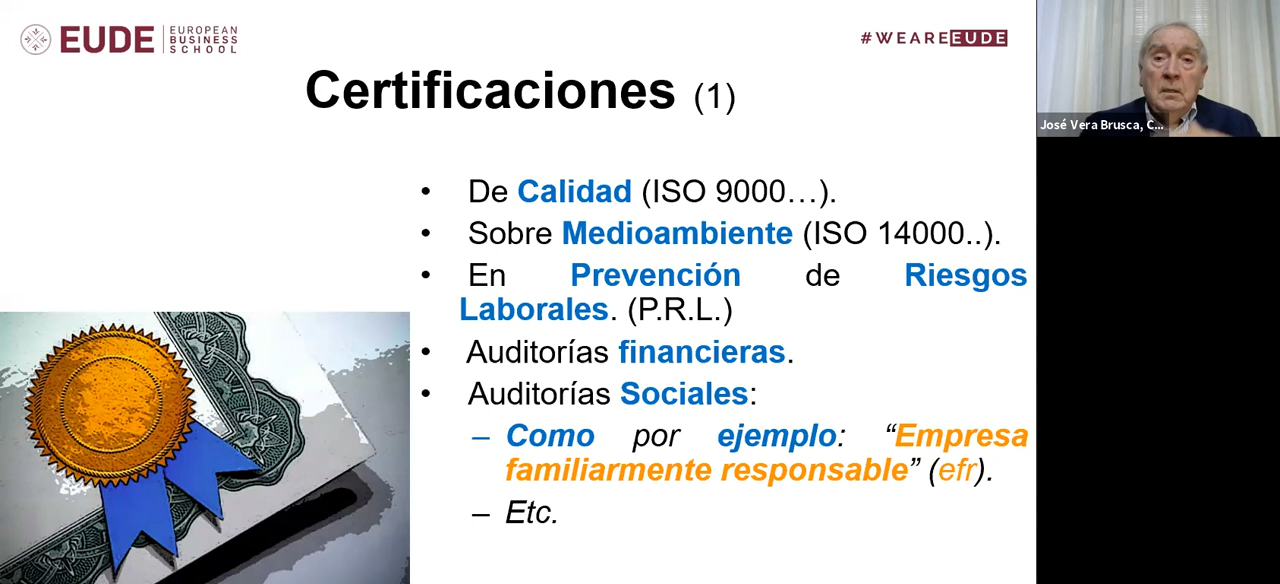 EUDE EUROPEAN
BUSINESS
SCHOOL
#WEAREEUDE
Certificaciones (1)
José Vera Brusca, C...
• De Calidad (ISO 9000…).
• Sobre Medioambiente (ISO 14000..).
• En Prevención de Riesgos
Laborales. (P.R.L.)
• Auditorías financieras.
• Auditorías Sociales:
– Como por ejemplo: “Empresa
familiarmente responsable” (efr).
– Etc.